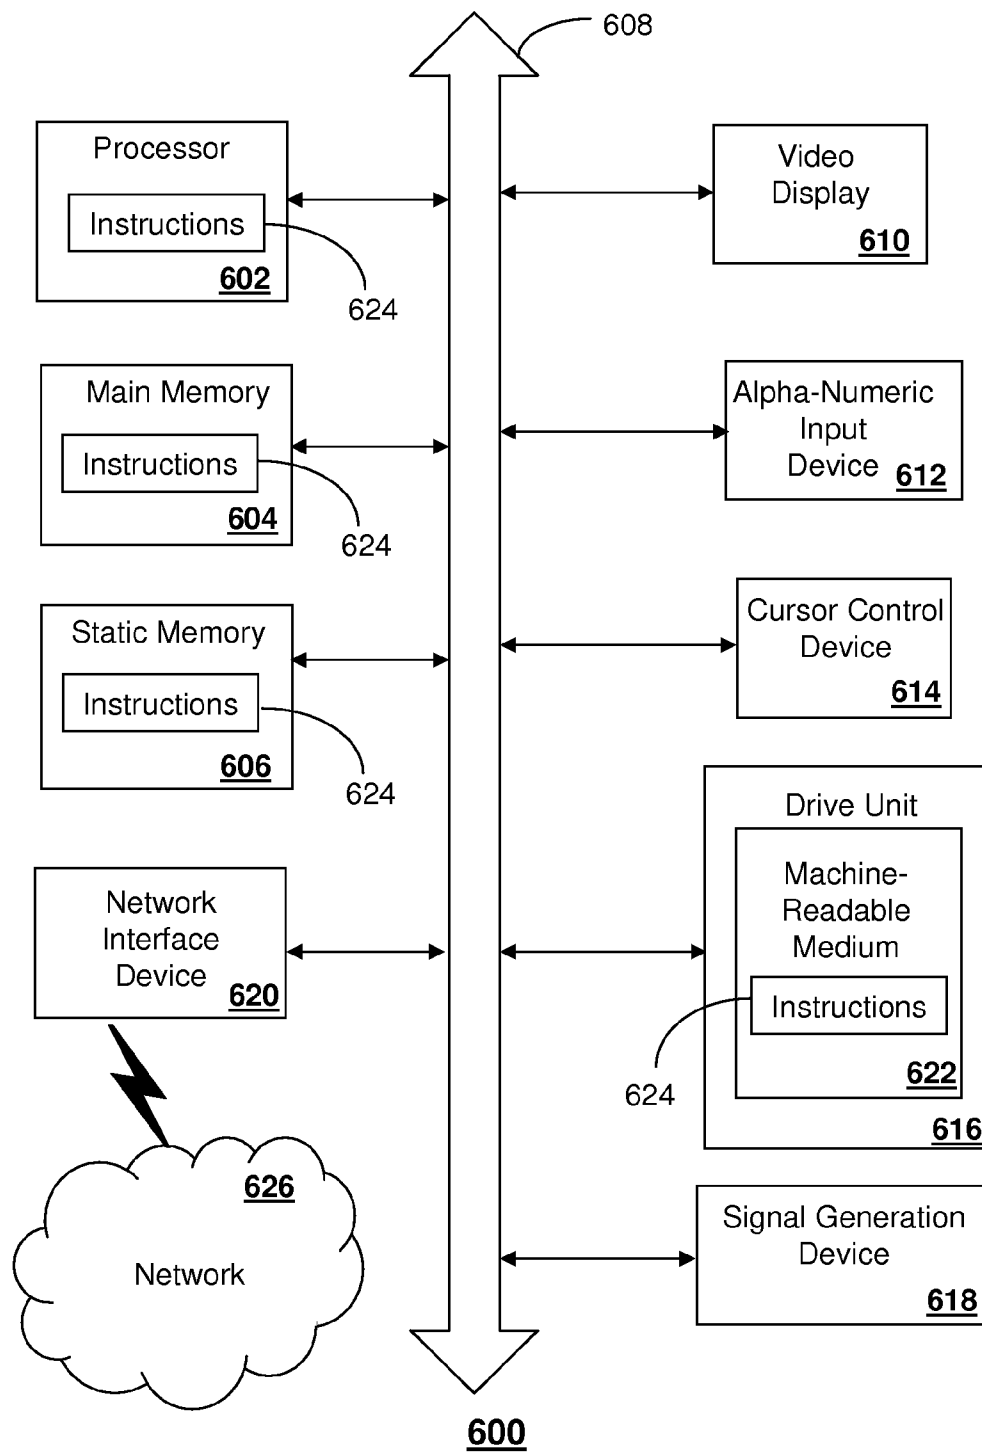 608
Processor
Instructions
602
624
Main Memory
Instructions
604
624
Static Memory
Instructions
606
624
Network
Interface
Device
620
626
Network
Video
Display
610
Alpha-Numeric
Input
Device
612
Cursor Control
Device
614
Drive Unit
Machine-
Readable
Medium
Instructions
622
624
616
Signal Generation
Device
618
600